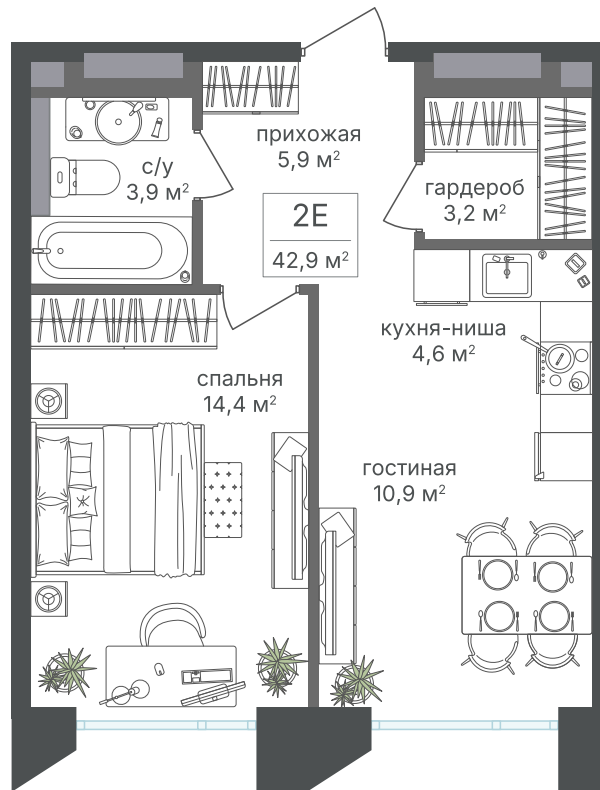 прихожая
5,9 м²
с/у
3,9 м²
гардероб
3,2 м²
2Е
42,9 м²
кухня-ниша
4,6 м²
спальня
14,4 м²
гостиная
10,9 м²